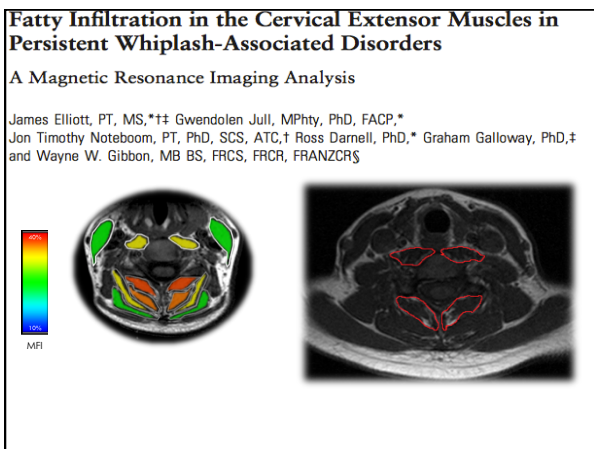 Fatty Infiltration in the Cervical Extensor Muscles in
Persistent Whiplash-Associated Disorders
A Magnetic Resonance Imaging Analysis
James Elliott, PT, MS,*†‡ Gwendolen Jull, MPhty, PhD, FACP,*
Jon Timothy Noteboom, PT, PhD, SCS, ATC,† Ross Darnell, PhD,* Graham Galloway, PhD,‡
and Wayne W. Gibbon, MB BS, FRCS, FRCR, FRANZCR§
40%
10%
MFI